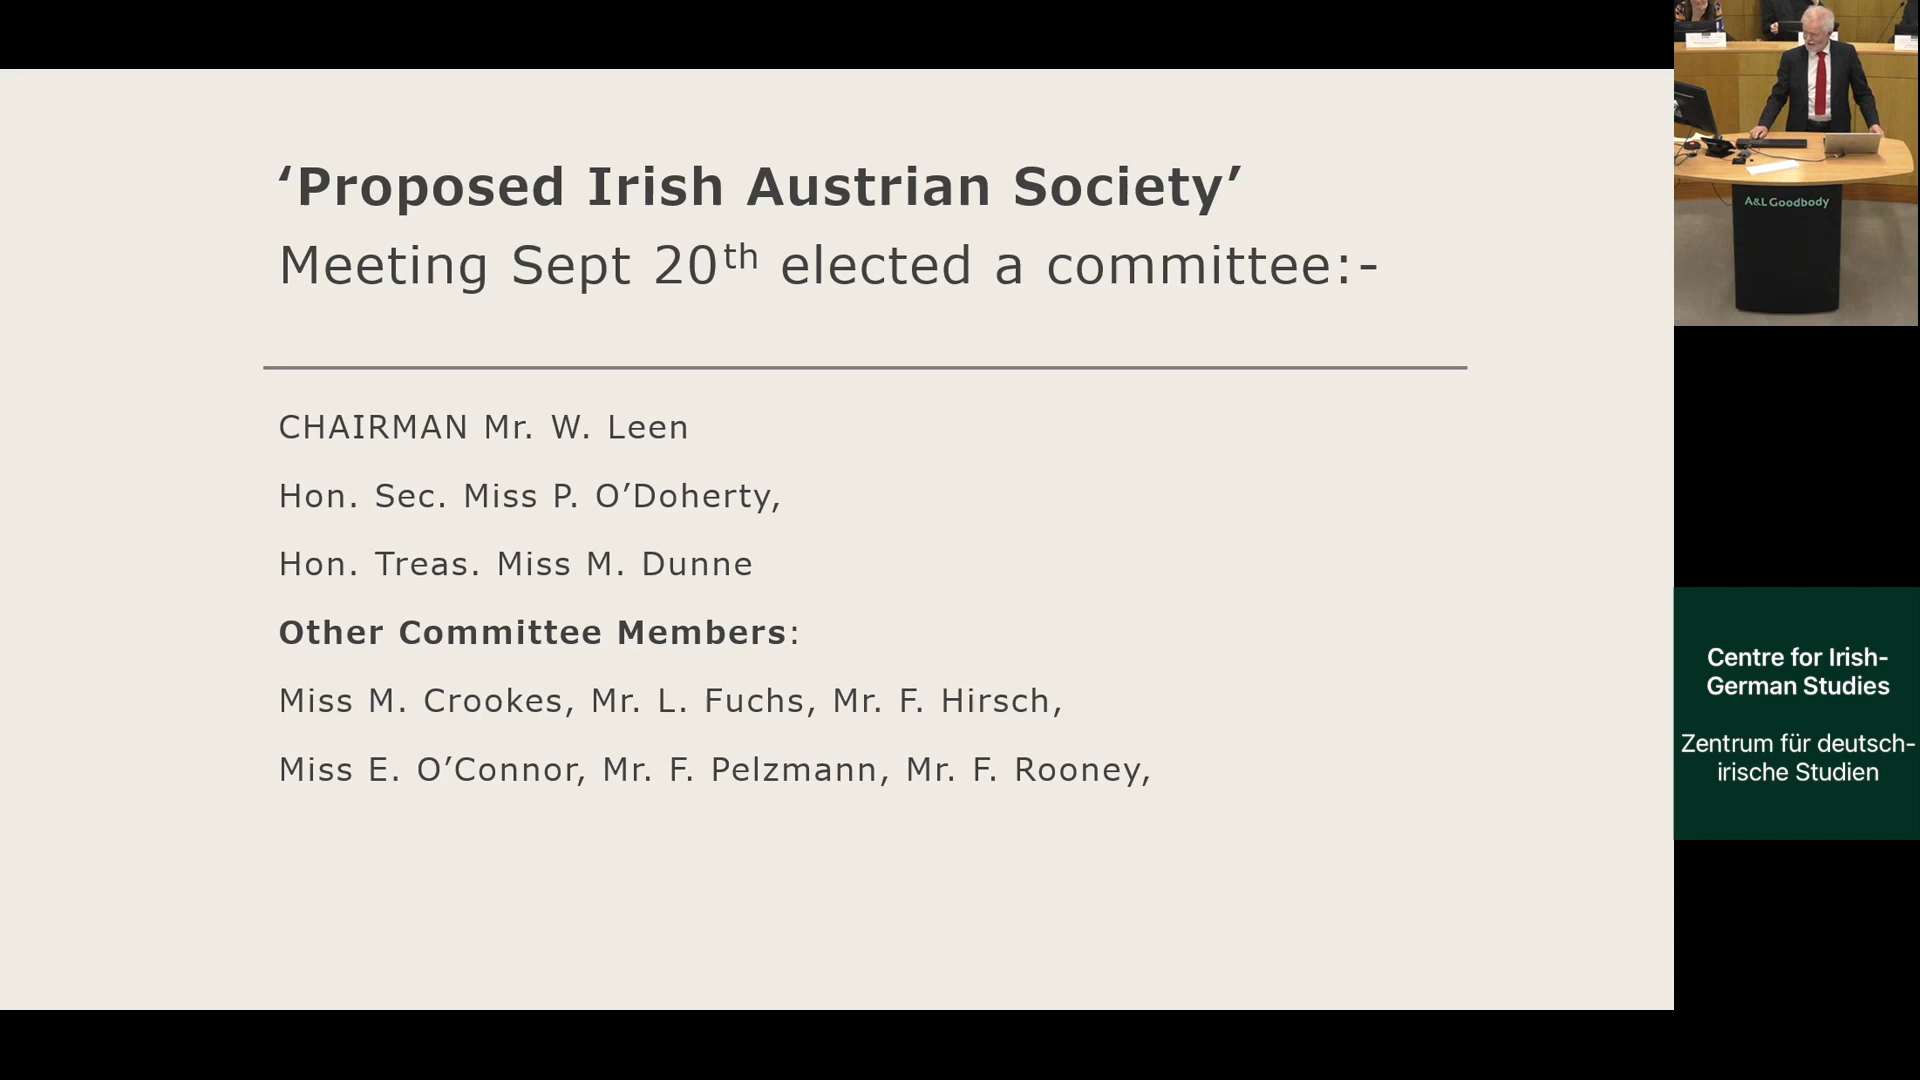 ‘Proposed Irish Austrian Society’
Meeting Sept 20th elected a committee:-
CHAIRMAN Mr. W. Leen
Hon. Sec. Miss P. O’Doherty,
Hon. Treas. Miss M. Dunne
Other Committee Members:
Miss M. Crookes, Mr. L. Fuchs, Mr. F. Hirsch,
Miss E. O’Connor, Mr. F. Pelzmann, Mr. F. Rooney,
A&L Goodbody
Centre for Irish-
German Studies
Zentrum für deutsch-
irische Studien